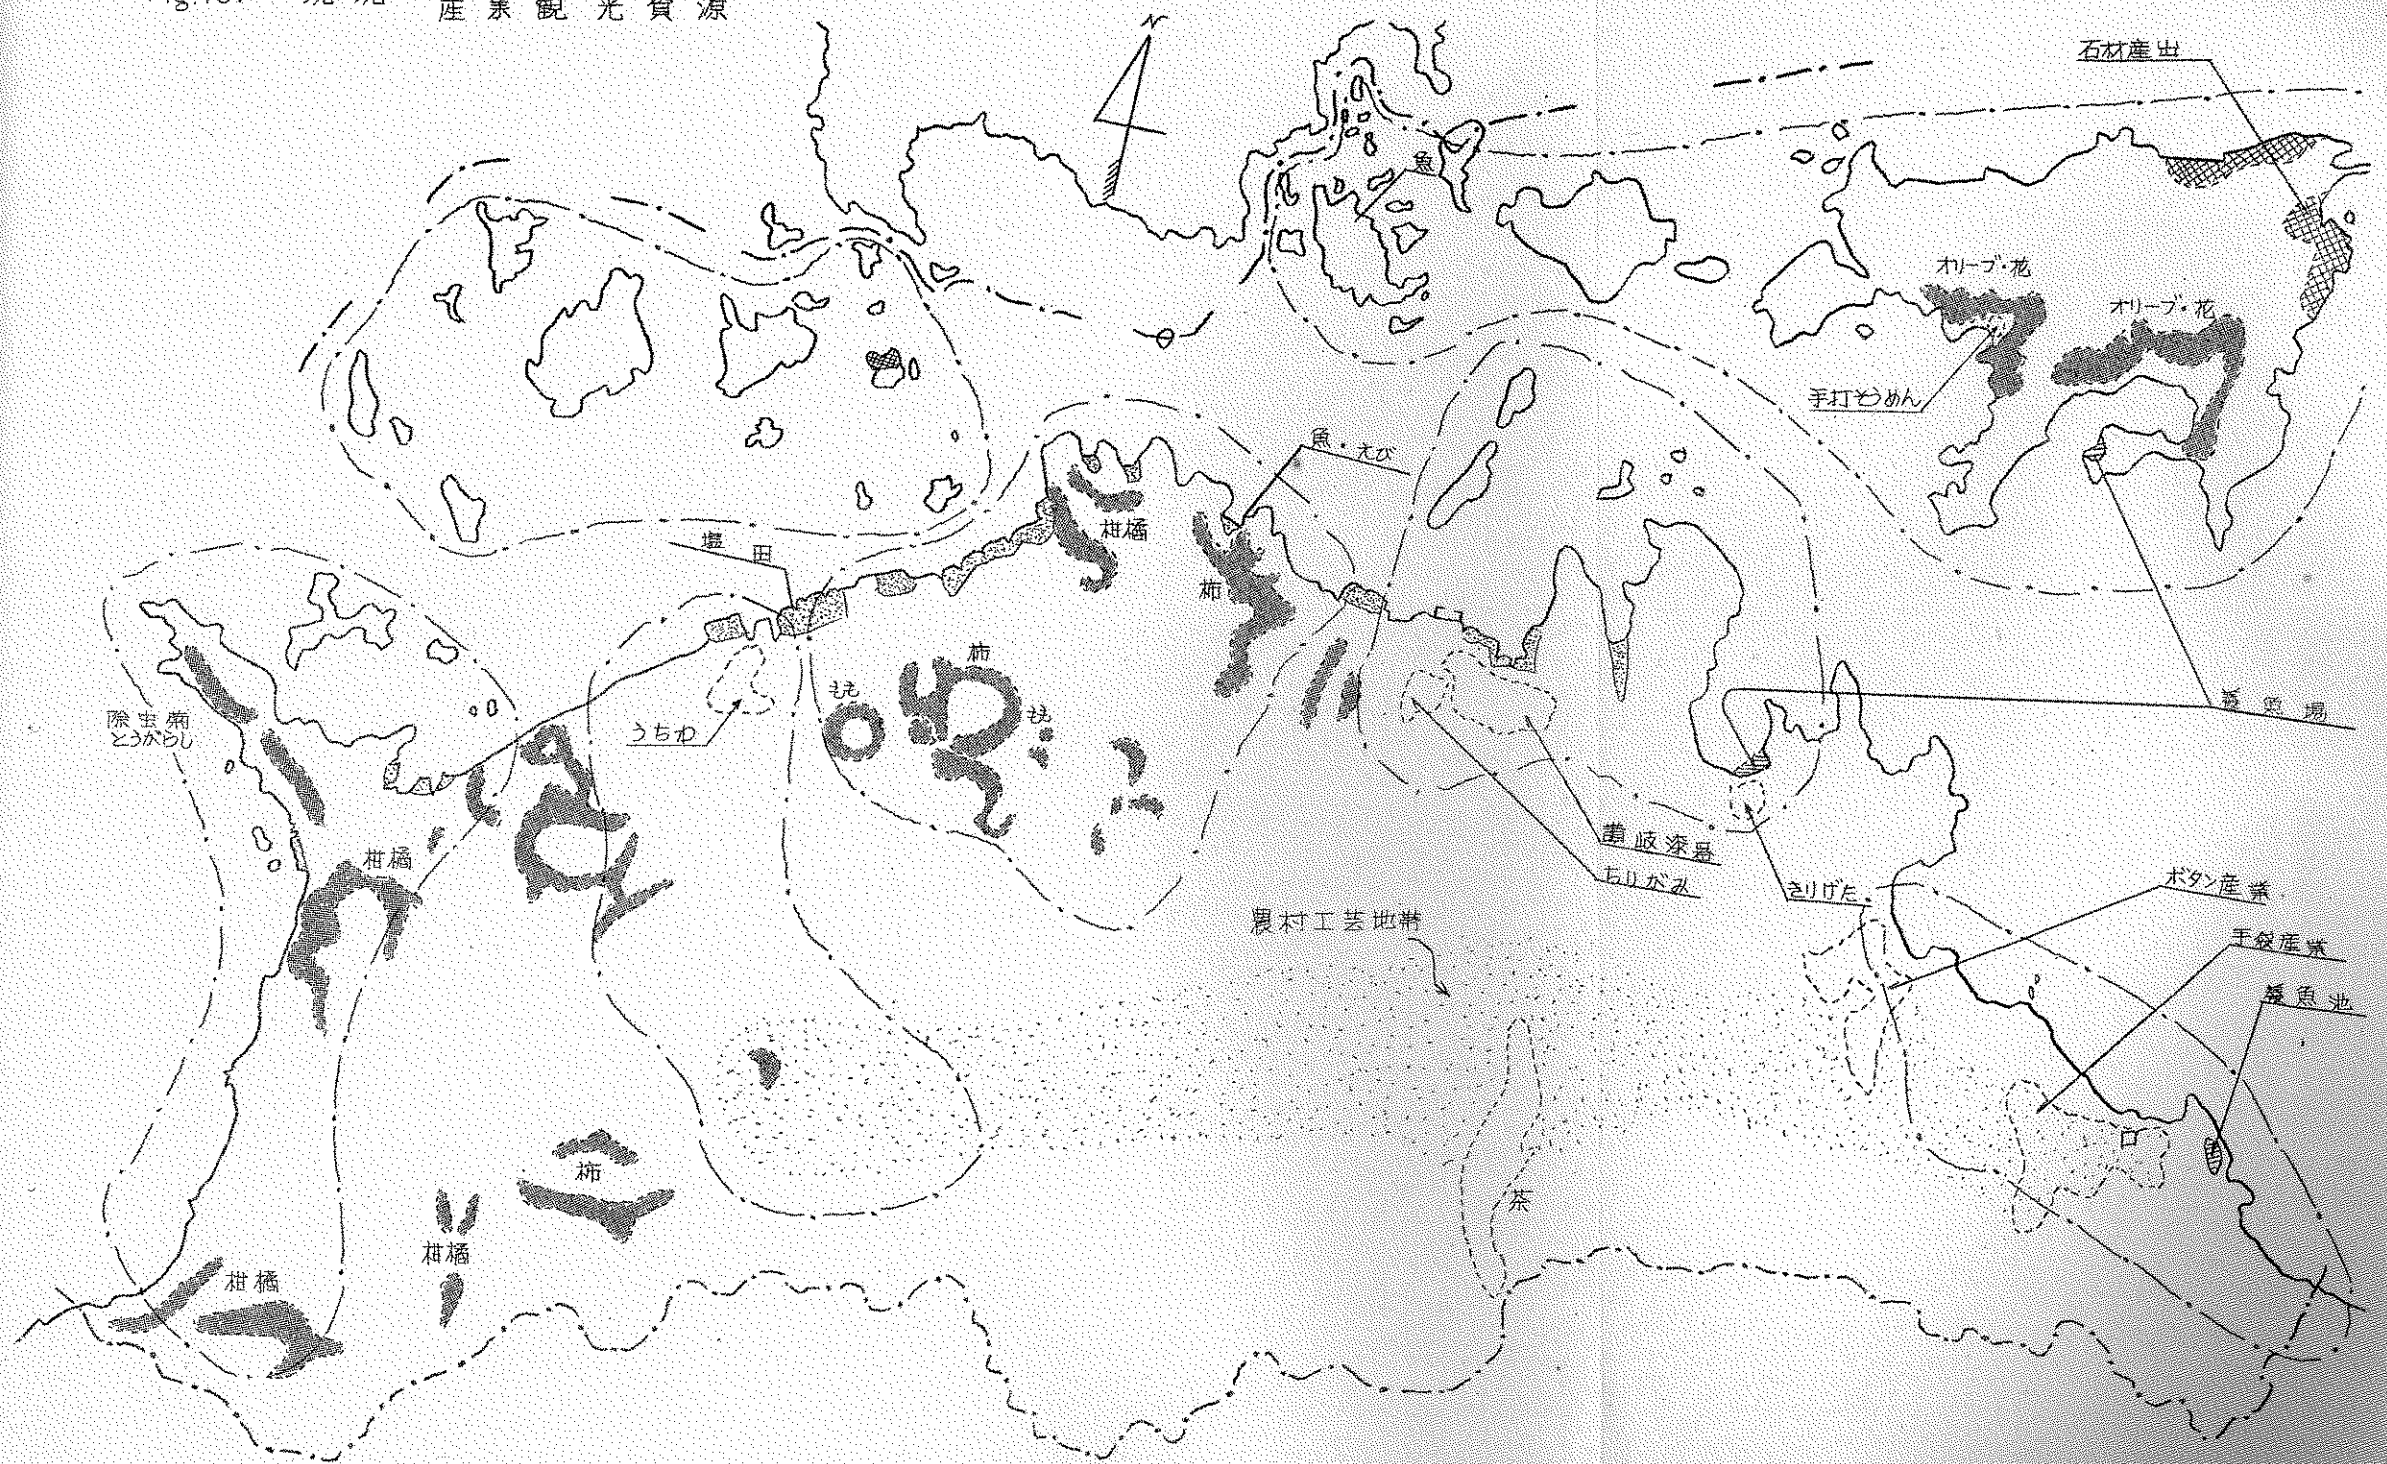 産業観光資源
N
石材産出
魚
オリーブ・花
オリーブ・花
手打そうめん
魚・えび
柑橘
塩田
柿
柿
もも
もも
除虫菊
とうがらし
うちわ
養魚場
讃岐漆器
ちりがみ
柑橘
きりげた
ボタン産業
農村工芸地帯
手袋産業
養魚池
柿
茶
柑橘
柑橘